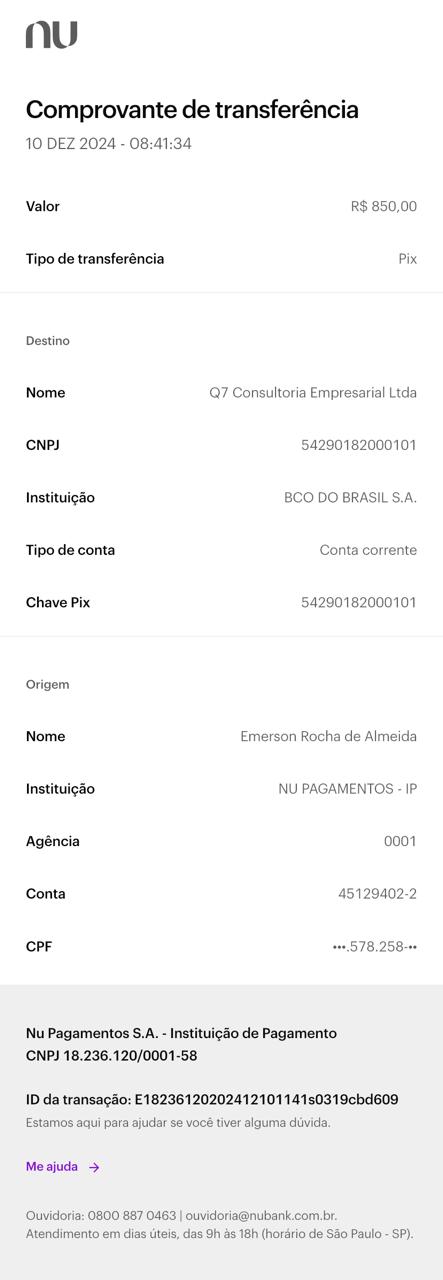 nu
Comprovante de transferência
10 DEZ 2024 - 08:41:34
Valor R$ 850,00
Tipo de transferência Pix
Destino
Nome Q7 Consultoria Empresarial Ltda
CNPJ 54290182000101
Instituição BCO DO BRASIL S.A.
Tipo de conta Conta corrente
Chave Pix 54290182000101
Origem
Nome Emerson Rocha de Almeida
Instituição NU PAGAMENTOS - IP
Agência 0001
Conta 45129402-2
CPF •••.578.258-••
Nu Pagamentos S.A. - Instituição de Pagamento
CNPJ 18.236.120/0001-58
ID da transação: E18236120202412101141s0319cbd609
Estamos aqui para ajudar se você tiver alguma dúvida.
Me ajuda →
Ouvidoria: 0800 887 0463 | ouvidoria@nubank.com.br.
Atendimento em dias úteis, das 9h às 18h (horário de São Paulo - SP).